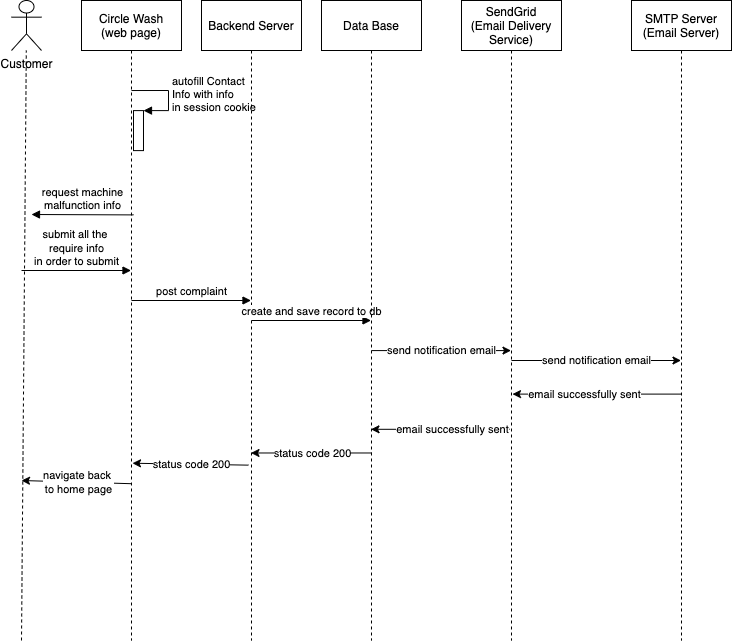 Customer
Circle Wash
(web page)
Backend Server
Data Base
SendGrid
(Email Delivery
Service)
SMTP Server
(Email Server)
autofill Contact
Info with info
in session cookie
request machine
malfunction info
submit all the
require info
in order to submit
post complaint
create and save record to db
send notification email
send notification email
email successfully sent
email successfully sent
status code 200
status code 200
navigate back
to home page